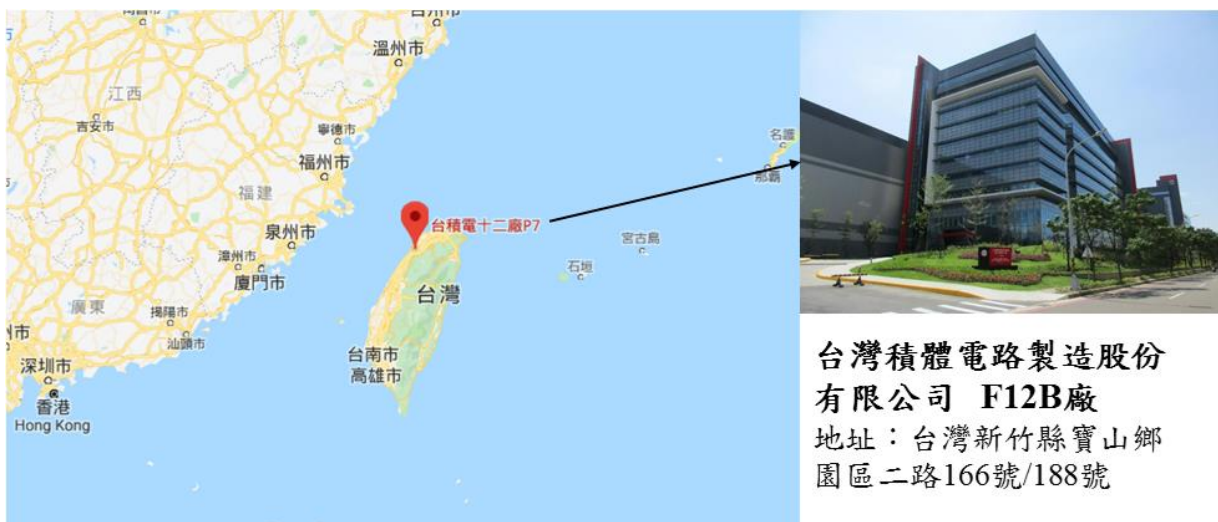 台州市
溫州市
江西
吉安市
寧德市
福州市
福建
名護
那霸
泉州市
台積電十二廠P7
宮古島
漳州市
廈門市
石垣
台灣
廣東
揭陽市
汕頭市
台南市
高雄市
深圳市
香港
Hong Kong
台灣積體電路製造股份
有限公司 F12B廠
地址：台灣新竹縣寶山鄉
園區二路166號/188號